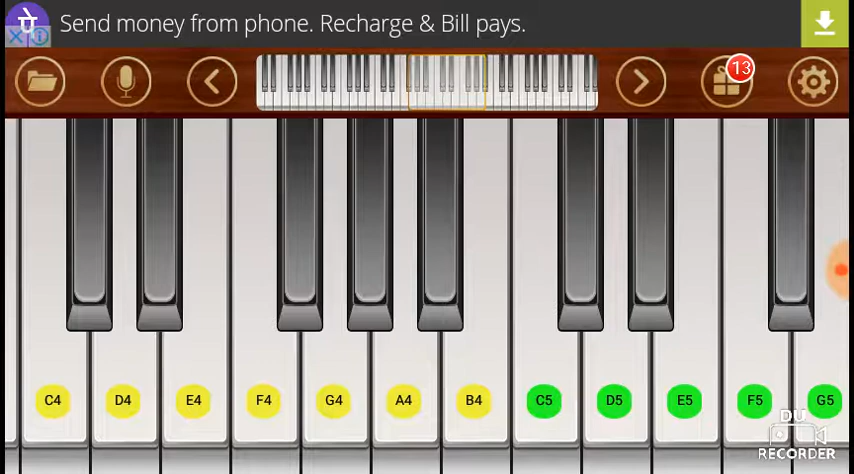 पे
Send money from phone. Recharge & Bill pays.
13
C4 D4 E4 F4 G4 A4 B4 C5 D5 E5 F5 G5
DU
RECORDER